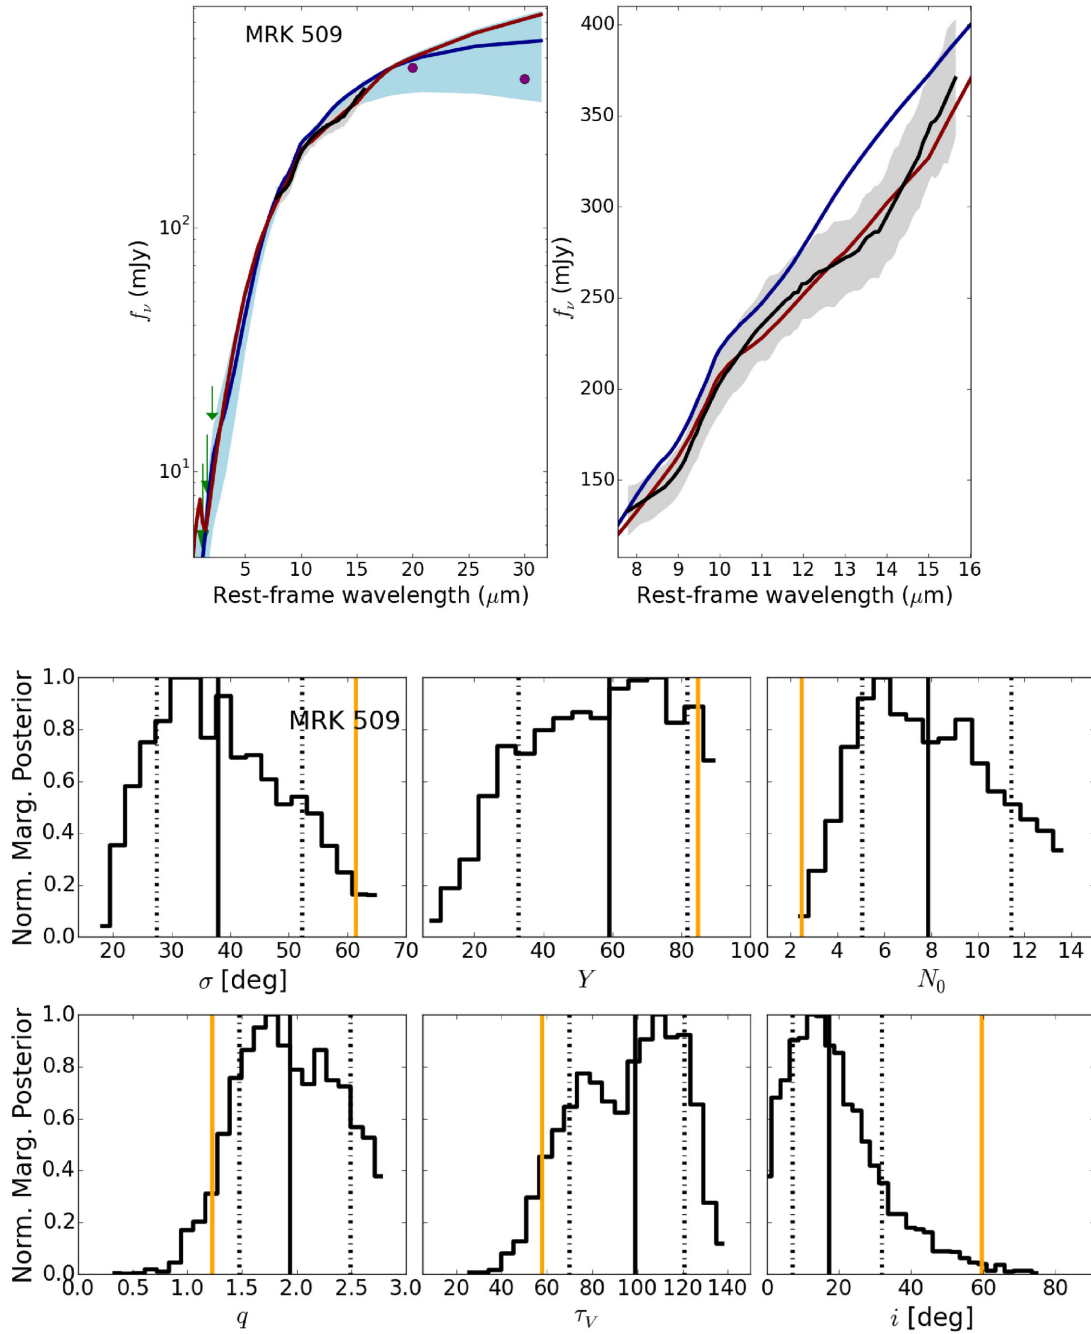 MRK 509
f_ν (mJy)
10²
10¹
5 10 15 20 25 30
Rest-frame wavelength (μm)
f_ν (mJy)
400
350
300
250
200
150
8 9 10 11 12 13 14 15 16
Rest-frame wavelength (μm)
Norm. Marg. Posterior
1.0
0.8
0.6
0.4
0.2
0.0
MRK 509
20 30 40 50 60 70
σ [deg]
20 40 60 80 100
Y
2 4 6 8 10 12 14
N₀
Norm. Marg. Posterior
1.0
0.8
0.6
0.4
0.2
0.0
0.0 0.5 1.0 1.5 2.0 2.5 3.0
q
20 40 60 80 100 120 140
τ_V
0 20 40 60 80
i [deg]